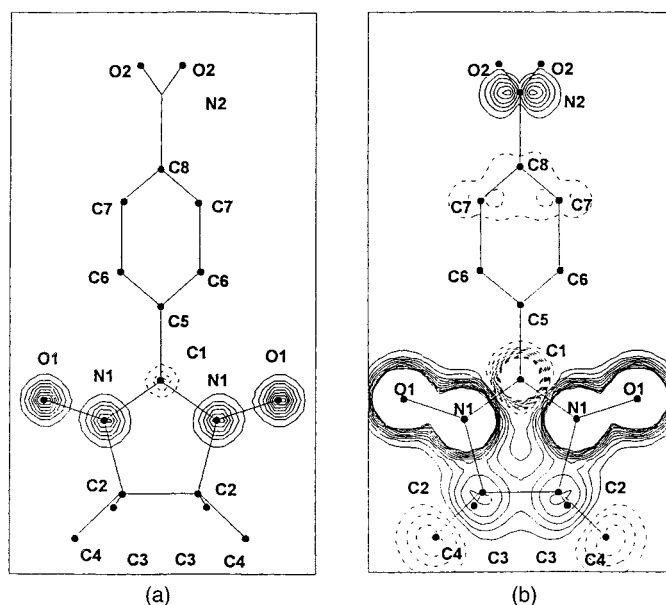 O2 O2
N2
C8
C7 C7
C6 C6
C5
O1 C1 O1
N1 N1
C2 C2
C4 C3 C3 C4
(a)
O2 O2
N2
C8
C7 C7
C6 C6
C5
C1
O1 O1
N1 N1
C2 C2
C4 C3 C3 C4
(b)